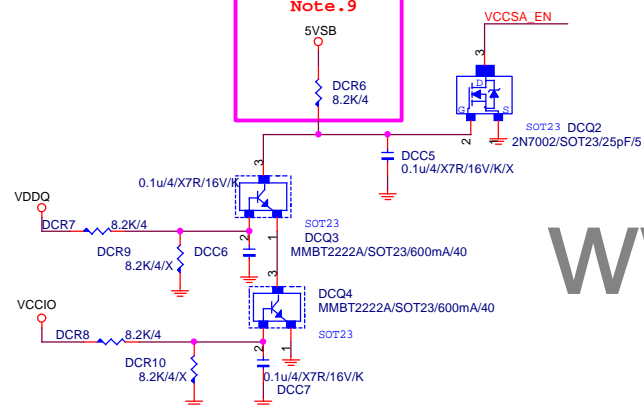 Note.9
5VSB
VCCSA_EN
DCR6
8.2K/4
3
D
G
S
2
1
SOT23 DCQ2
2N7002/SOT23/25pF/5
DCC5
0.1u/4/X7R/16V/K/X
3
0.1u/4/X7R/16V/K
VDDQ
DCR7
8.2K/4
SOT23
DCQ3
MMBT2222A/SOT23/600mA/40
2
1
DCR9
8.2K/4/X
DCC6
3
DCQ4
MMBT2222A/SOT23/600mA/40
SOT23
VCCIO
DCR8
8.2K/4
2
1
DCR10
8.2K/4/X
0.1u/4/X7R/16V/K
DCC7